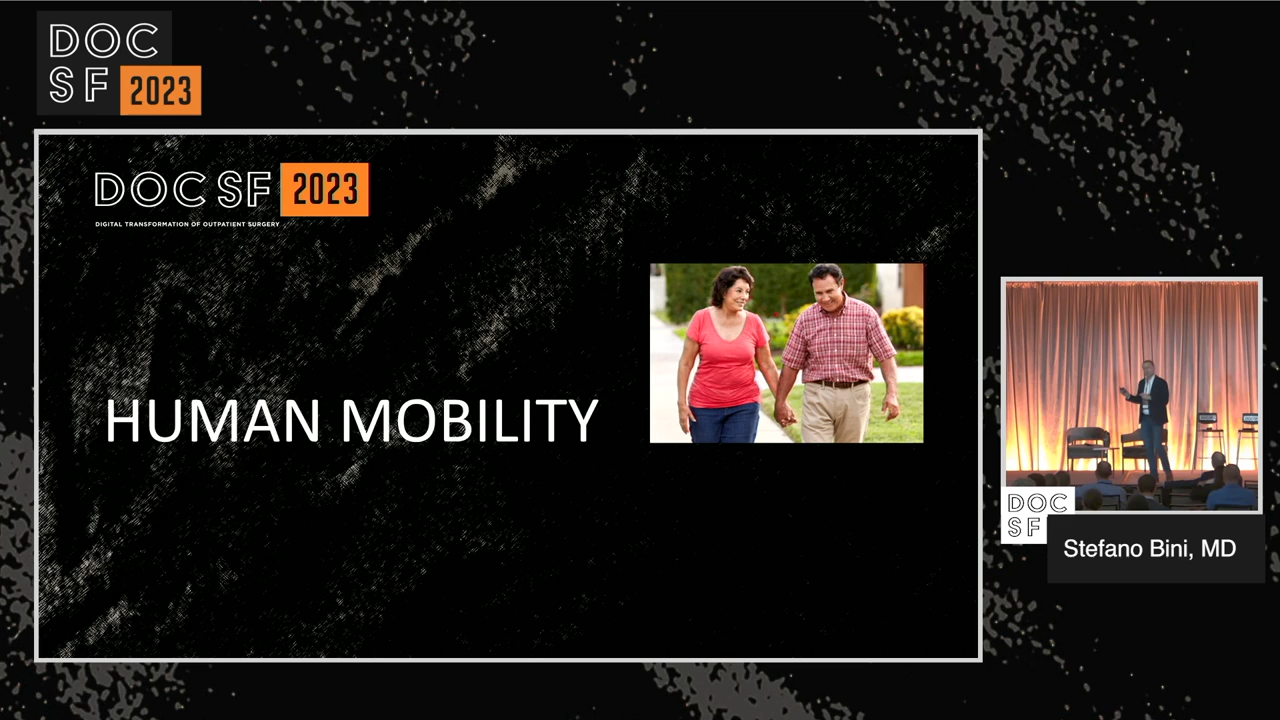 DOC
SF 2023
DOC SF 2023
DIGITAL TRANSFORMATION OF OUTPATIENT SURGERY
HUMAN MOBILITY
DOC
SF
Stefano Bini, MD